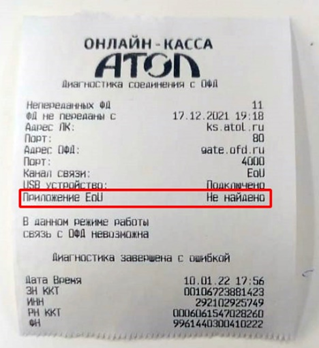 ОНЛАЙН-КАССА
АТОЛ
Диагностика соединения с ОФД
Непереданных ФД 11
ФД не переданы с 17.12.2021 19:18
Адрес ЛК: ks.atol.ru
Порт: 80
Адрес ОФД: gate.ofd.ru
Порт: 4000
Канал связи: EoU
USB устройство: Подключено
Приложение EoU Не найдено
В данном режиме работы
связь с ОФД невозможна
Диагностика завершена с ошибкой
Дата Время 10.01.22 17:56
ЗН ККТ 00106723881423
ИНН 292102925749
РН ККТ 0006061547028260
ФН 9961440300410222